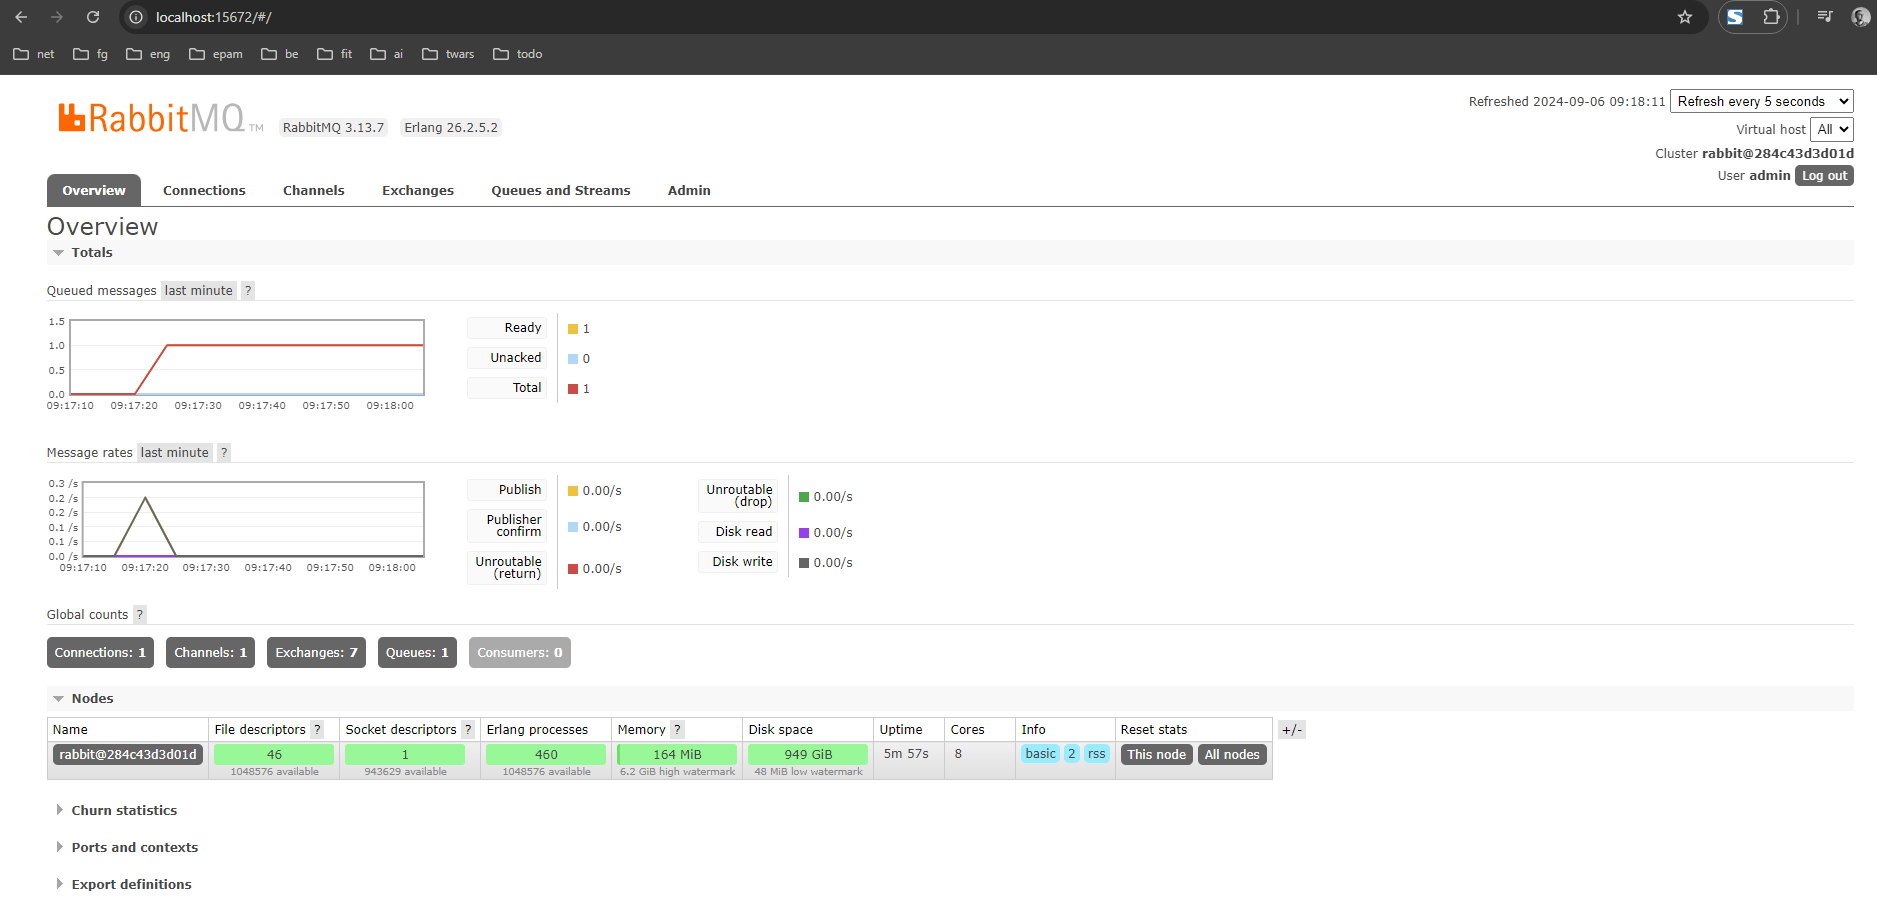 localhost:15672/#/
net fg eng epam be fit ai twars todo
RabbitMQ TM RabbitMQ 3.13.7 Erlang 26.2.5.2
Refreshed 2024-09-06 09:18:11 Refresh every 5 seconds
Virtual host All
Cluster rabbit@284c43d3d01d
User admin Log out
Overview Connections Channels Exchanges Queues and Streams Admin
Overview
Totals
Queued messages last minute ?
1.5
1.0
0.5
0.0
09:17:10 09:17:20 09:17:30 09:17:40 09:17:50 09:18:00
Ready 1
Unacked 0
Total 1
Message rates last minute ?
0.3 /s
0.2 /s
0.2 /s
0.1 /s
0.1 /s
0.0 /s
09:17:10 09:17:20 09:17:30 09:17:40 09:17:50 09:18:00
Publish 0.00/s
Publisher confirm 0.00/s
Unroutable (return) 0.00/s
Unroutable (drop) 0.00/s
Disk read 0.00/s
Disk write 0.00/s
Global counts ?
Connections: 1 Channels: 1 Exchanges: 7 Queues: 1 Consumers: 0
Nodes
Name File descriptors ? Socket descriptors ? Erlang processes Memory ? Disk space Uptime Cores Info Reset stats +/-
rabbit@284c43d3d01d 46 1 460 164 MiB 949 GiB 5m 57s 8 basic 2 rss This node All nodes
1048576 available 943629 available 1048576 available 6.2 GiB high watermark 48 MiB low watermark
Churn statistics
Ports and contexts
Export definitions